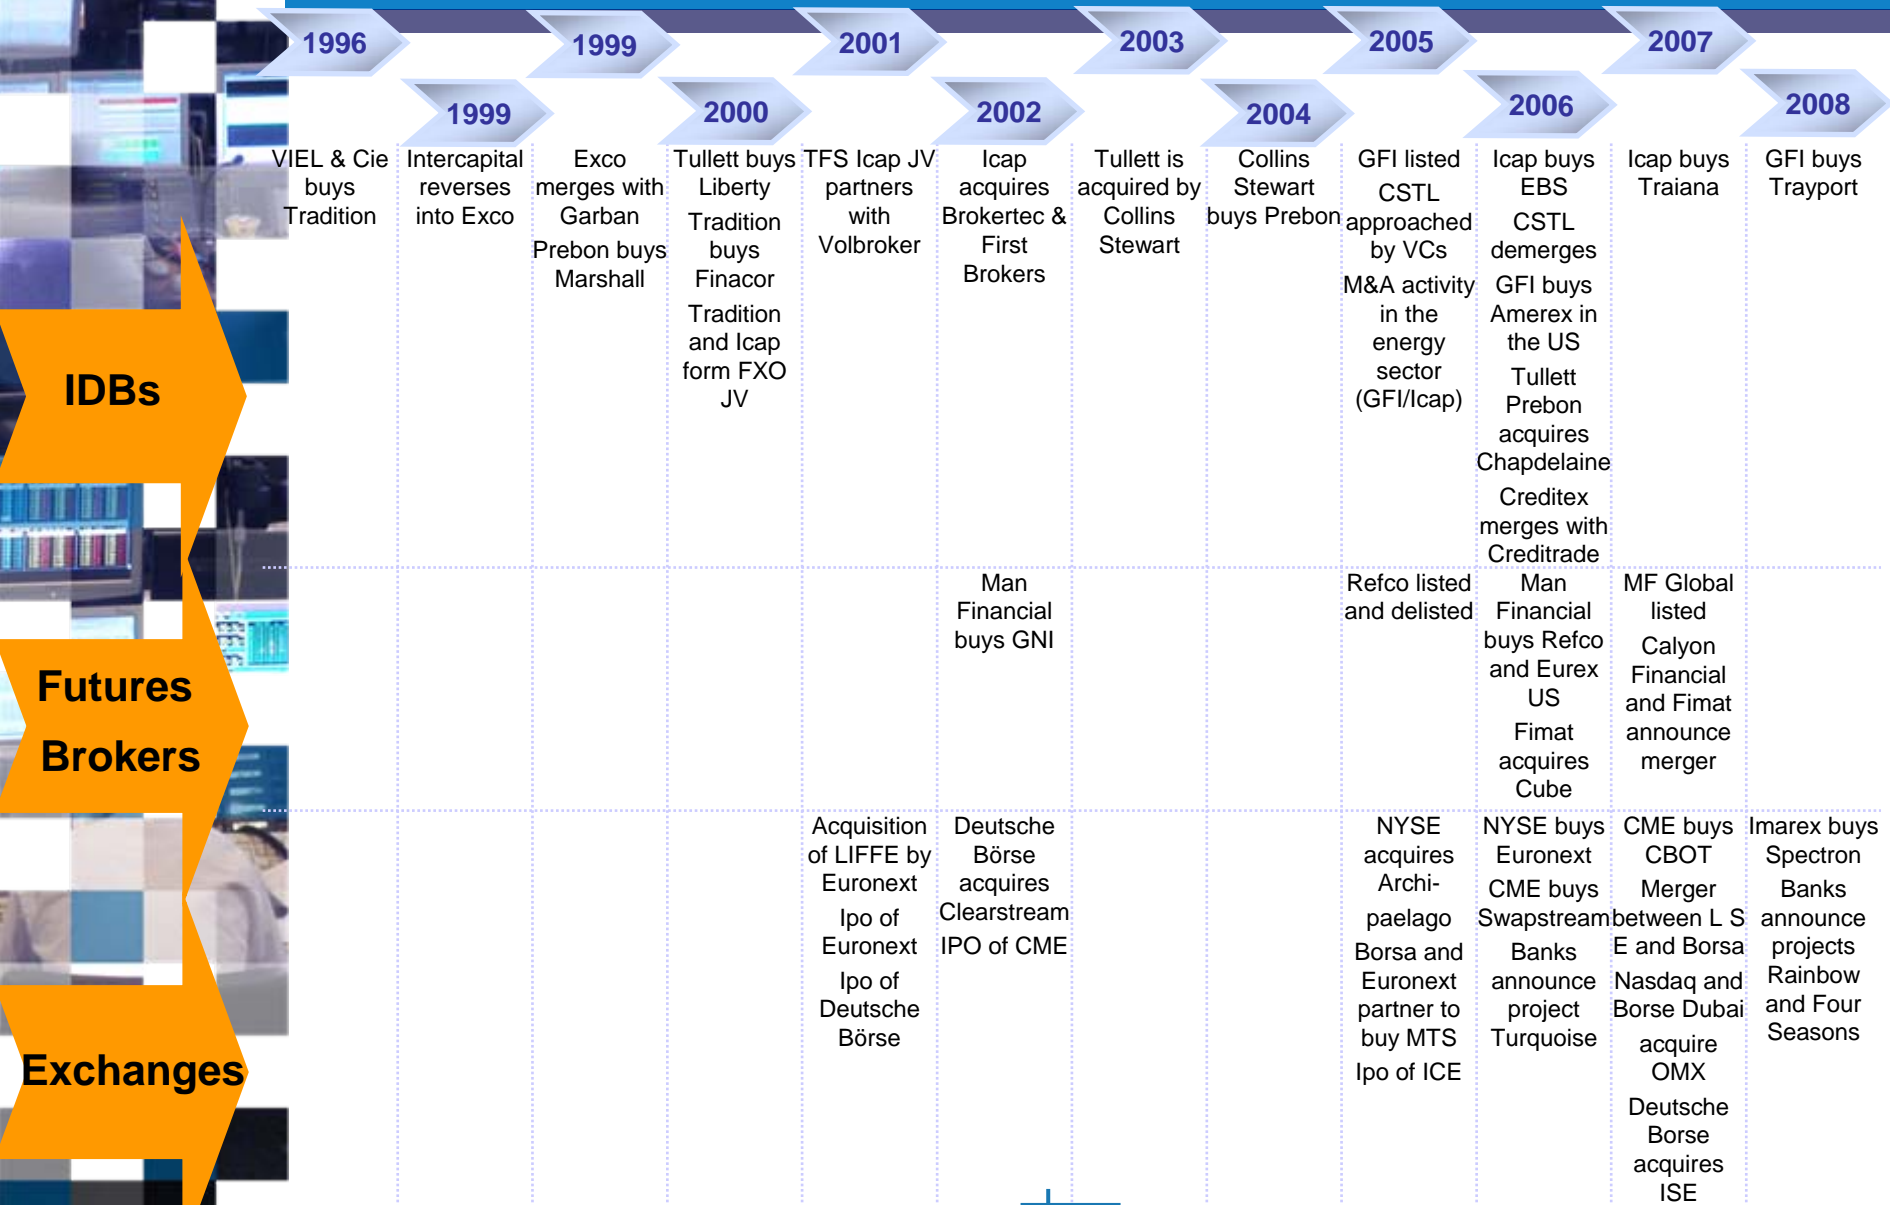 1996
1999
2001
2003
2005
2007
1999
2000
2002
2004
2006
2008
IDBs
VIEL & Cie
buys
Tradition
Intercapital
reverses
into Exco
Exco
merges with
Garban
Prebon buys
Marshall
Tullett buys
Liberty
Tradition
buys
Finacor
Tradition
and Icap
form FXO
JV
TFS Icap JV
partners
with
Volbroker
Icap
acquires
Brokertec &
First
Brokers
Tullett is
acquired by
Collins
Stewart
Collins
Stewart
buys Prebon
GFI listed
CSTL
approached
by VCs
M&A activity
in the
energy
sector
(GFI/Icap)
Icap buys
EBS
CSTL
demerges
GFI buys
Amerex in
the US
Tullett
Prebon
acquires
Chapdelaine
Creditex
merges with
Creditrade
Icap buys
Traiana
GFI buys
Trayport
Futures
Brokers
Man
Financial
buys GNI
Refco listed
and delisted
Man
Financial
buys Refco
and Eurex
US
Fimat
acquires
Cube
MF Global
listed
Calyon
Financial
and Fimat
announce
merger
Exchanges
Acquisition
of LIFFE by
Euronext
Ipo of
Euronext
Ipo of
Deutsche
Börse
Deutsche
Börse
acquires
Clearstream
IPO of CME
NYSE
acquires
Archi-
paelago
Borsa and
Euronext
partner to
buy MTS
Ipo of ICE
NYSE buys
Euronext
CME buys
Swapstream
Banks
announce
project
Turquoise
CME buys
CBOT
Merger
between L S
E and Borsa
Nasdaq and
Borse Dubai
acquire
OMX
Deutsche
Borse
acquires
ISE
Imarex buys
Spectron
Banks
announce
projects
Rainbow
and Four
Seasons